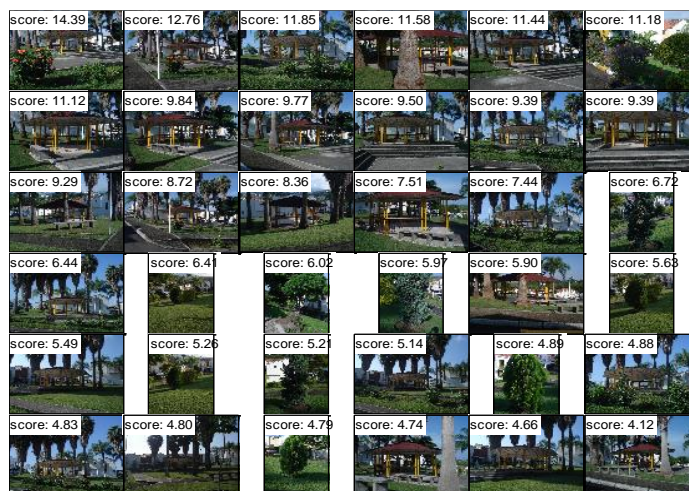 score: 14.39 score: 12.76 score: 11.85 score: 11.58 score: 11.44 score: 11.18
score: 11.12 score: 9.84 score: 9.77 score: 9.50 score: 9.39 score: 9.39
score: 9.29 score: 8.72 score: 8.36 score: 7.51 score: 7.44 score: 6.72
score: 6.44 score: 6.41 score: 6.02 score: 5.97 score: 5.90 score: 5.63
score: 5.49 score: 5.26 score: 5.21 score: 5.14 score: 4.89 score: 4.88
score: 4.83 score: 4.80 score: 4.79 score: 4.74 score: 4.66 score: 4.12